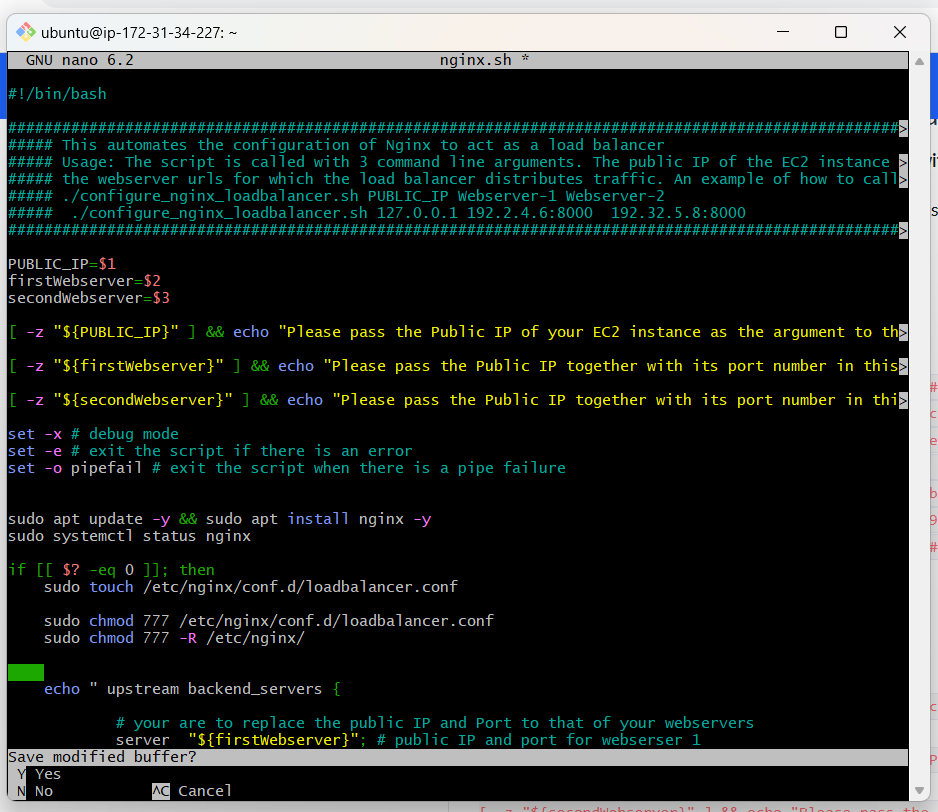 ubuntu@ip-172-31-34-227: ~
GNU nano 6.2 nginx.sh *
#!/bin/bash
###################################################################################################>
##### This automates the configuration of Nginx to act as a load balancer
##### Usage: The script is called with 3 command line arguments. The public IP of the EC2 instance >
##### the webserver urls for which the load balancer distributes traffic. An example of how to call>
##### ./configure_nginx_loadbalancer.sh PUBLIC_IP Webserver-1 Webserver-2
#####  ./configure_nginx_loadbalancer.sh 127.0.0.1 192.2.4.6:8000  192.32.5.8:8000
###################################################################################################>
PUBLIC_IP=$1
firstWebserver=$2
secondWebserver=$3
[ -z "${PUBLIC_IP}" ] && echo "Please pass the Public IP of your EC2 instance as the argument to th>
[ -z "${firstWebserver}" ] && echo "Please pass the Public IP together with its port number in this>
[ -z "${secondWebserver}" ] && echo "Please pass the Public IP together with its port number in thi>
set -x # debug mode
set -e # exit the script if there is an error
set -o pipefail # exit the script when there is a pipe failure
sudo apt update -y && sudo apt install nginx -y
sudo systemctl status nginx
if [[ $? -eq 0 ]]; then
    sudo touch /etc/nginx/conf.d/loadbalancer.conf
    sudo chmod 777 /etc/nginx/conf.d/loadbalancer.conf
    sudo chmod 777 -R /etc/nginx/
    echo " upstream backend_servers {
            # your are to replace the public IP and Port to that of your webservers
            server  "${firstWebserver}"; # public IP and port for webserser 1
Save modified buffer?
Y Yes
N No ^C Cancel